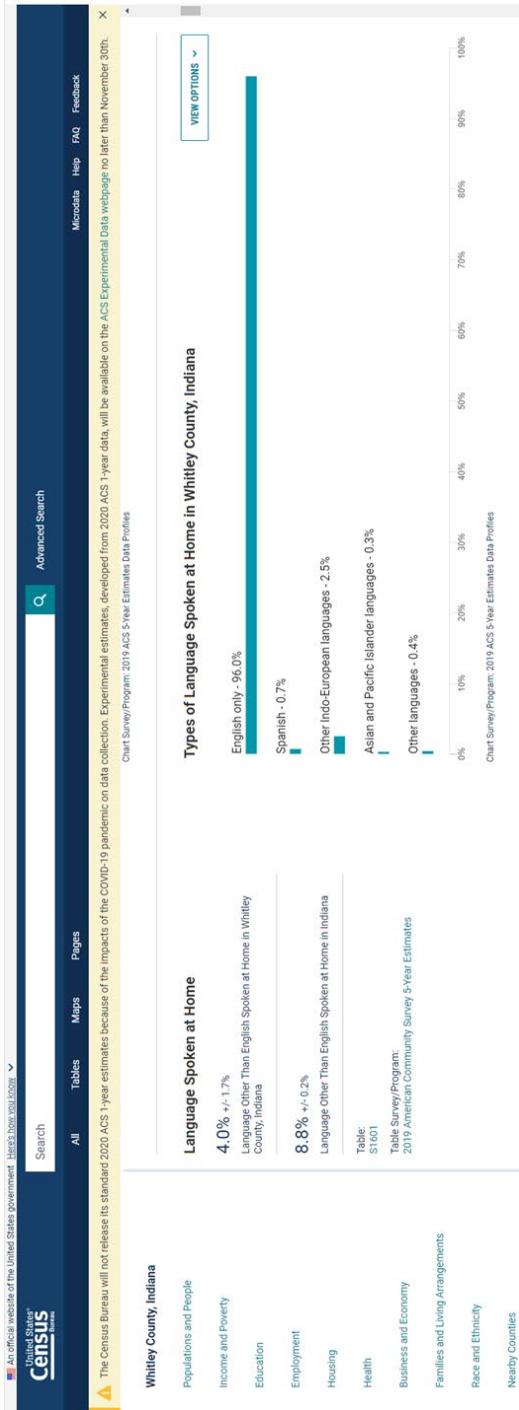 An official website of the United States government Here's how you know
United States®
Census
Bureau
Search
Advanced Search
All Tables Maps Pages
Microdata Help FAQ Feedback
The Census Bureau will not release its standard 2020 ACS 1-year estimates because of the impacts of the COVID-19 pandemic on data collection. Experimental estimates, developed from 2020 ACS 1-year data, will be available on the ACS Experimental Data webpage no later than November 30th.
Whitley County, Indiana
Populations and People
Income and Poverty
Education
Employment
Housing
Health
Business and Economy
Families and Living Arrangements
Race and Ethnicity
Nearby Counties
Chart Survey/Program: 2019 ACS 5-Year Estimates Data Profiles
Language Spoken at Home
4.0% +/- 1.7%
Language Other Than English Spoken at Home in Whitley
County, Indiana
8.8% +/- 0.2%
Language Other Than English Spoken at Home in Indiana
Table:
S1601
Table Survey/Program:
2019 American Community Survey 5-Year Estimates
Types of Language Spoken at Home in Whitley County, Indiana
VIEW OPTIONS
English only - 96.0%
Spanish - 0.7%
Other Indo-European languages - 2.5%
Asian and Pacific Islander languages - 0.3%
Other languages - 0.4%
0% 10% 20% 30% 40% 50% 60% 70% 80% 90% 100%
Chart Survey/Program: 2019 ACS 5-Year Estimates Data Profiles